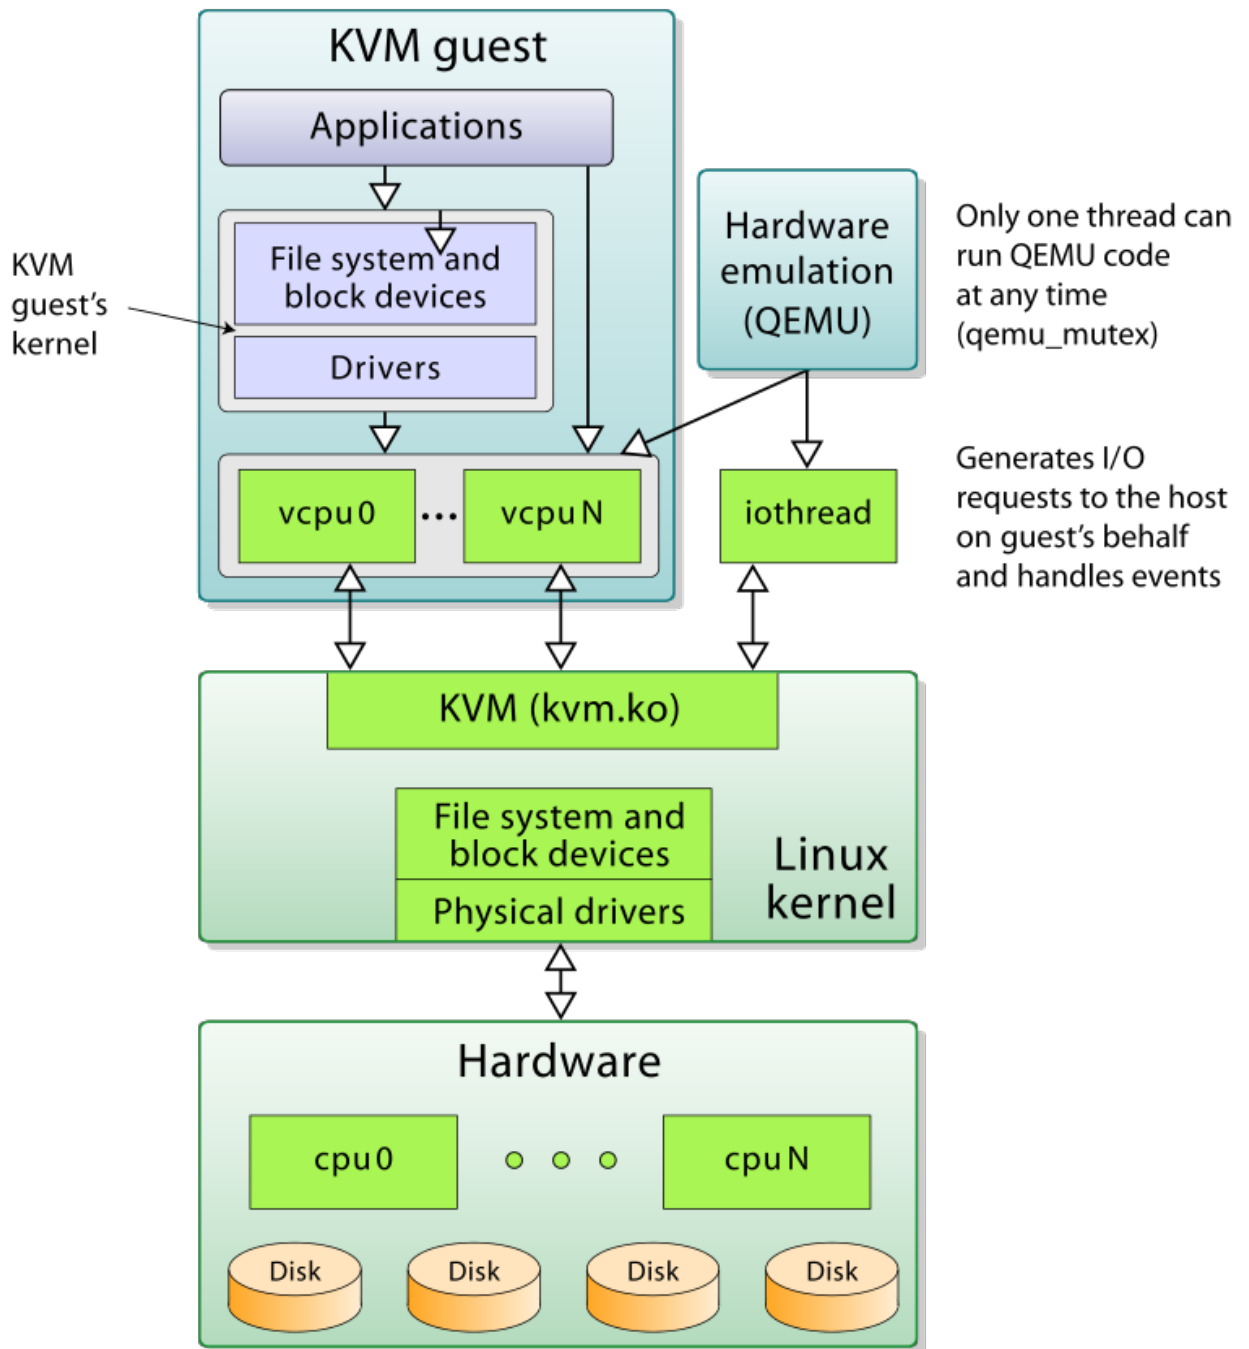 KVM guest
Applications
File system and
block devices
Drivers
KVM
guest's
kernel
vcpu 0 ... vcpu N
Hardware
emulation
(QEMU)
Only one thread can
run QEMU code
at any time
(qemu_mutex)
iothread
Generates I/O
requests to the host
on guest's behalf
and handles events
KVM (kvm.ko)
File system and
block devices
Physical drivers
Linux
kernel
Hardware
cpu 0
cpu N
Disk
Disk
Disk
Disk